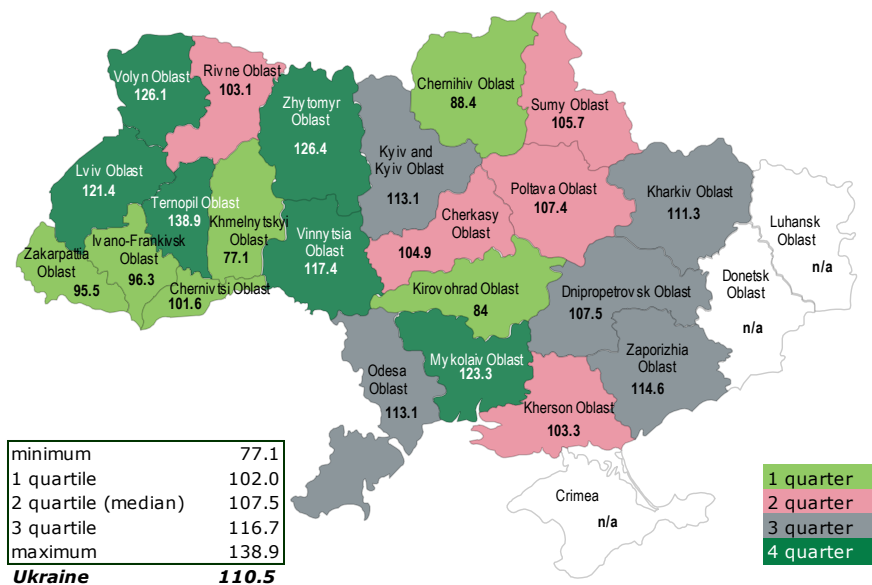 Volyn Oblast
126.1
Rivne Oblast
103.1
Zhytomyr
Oblast
126.4
Chernihiv Oblast
88.4
Sumy Oblast
105.7
Kyiv and
Kyiv Oblast
113.1
Lviv Oblast
121.4
Ternopil Oblast
138.9
Khmelnytskyi
Oblast
77.1
Vinnytsia
Oblast
117.4
Cherkasy
Oblast
104.9
Poltava Oblast
107.4
Kharkiv Oblast
111.3
Luhansk
Oblast
n/a
Zakarpattia
Oblast
95.5
Ivano-Frankivsk
Oblast
96.3
Chernivtsi Oblast
101.6
Kirovohrad Oblast
84
Dnipropetrovsk Oblast
107.5
Donetsk
Oblast
n/a
Odesa
Oblast
113.1
Mykolaiv Oblast
123.3
Zaporizhia
Oblast
114.6
Kherson Oblast
103.3
Crimea
n/a
minimum 77.1
1 quartile 102.0
2 quartile (median) 107.5
3 quartile 116.7
maximum 138.9
Ukraine 110.5
1 quarter
2 quarter
3 quarter
4 quarter